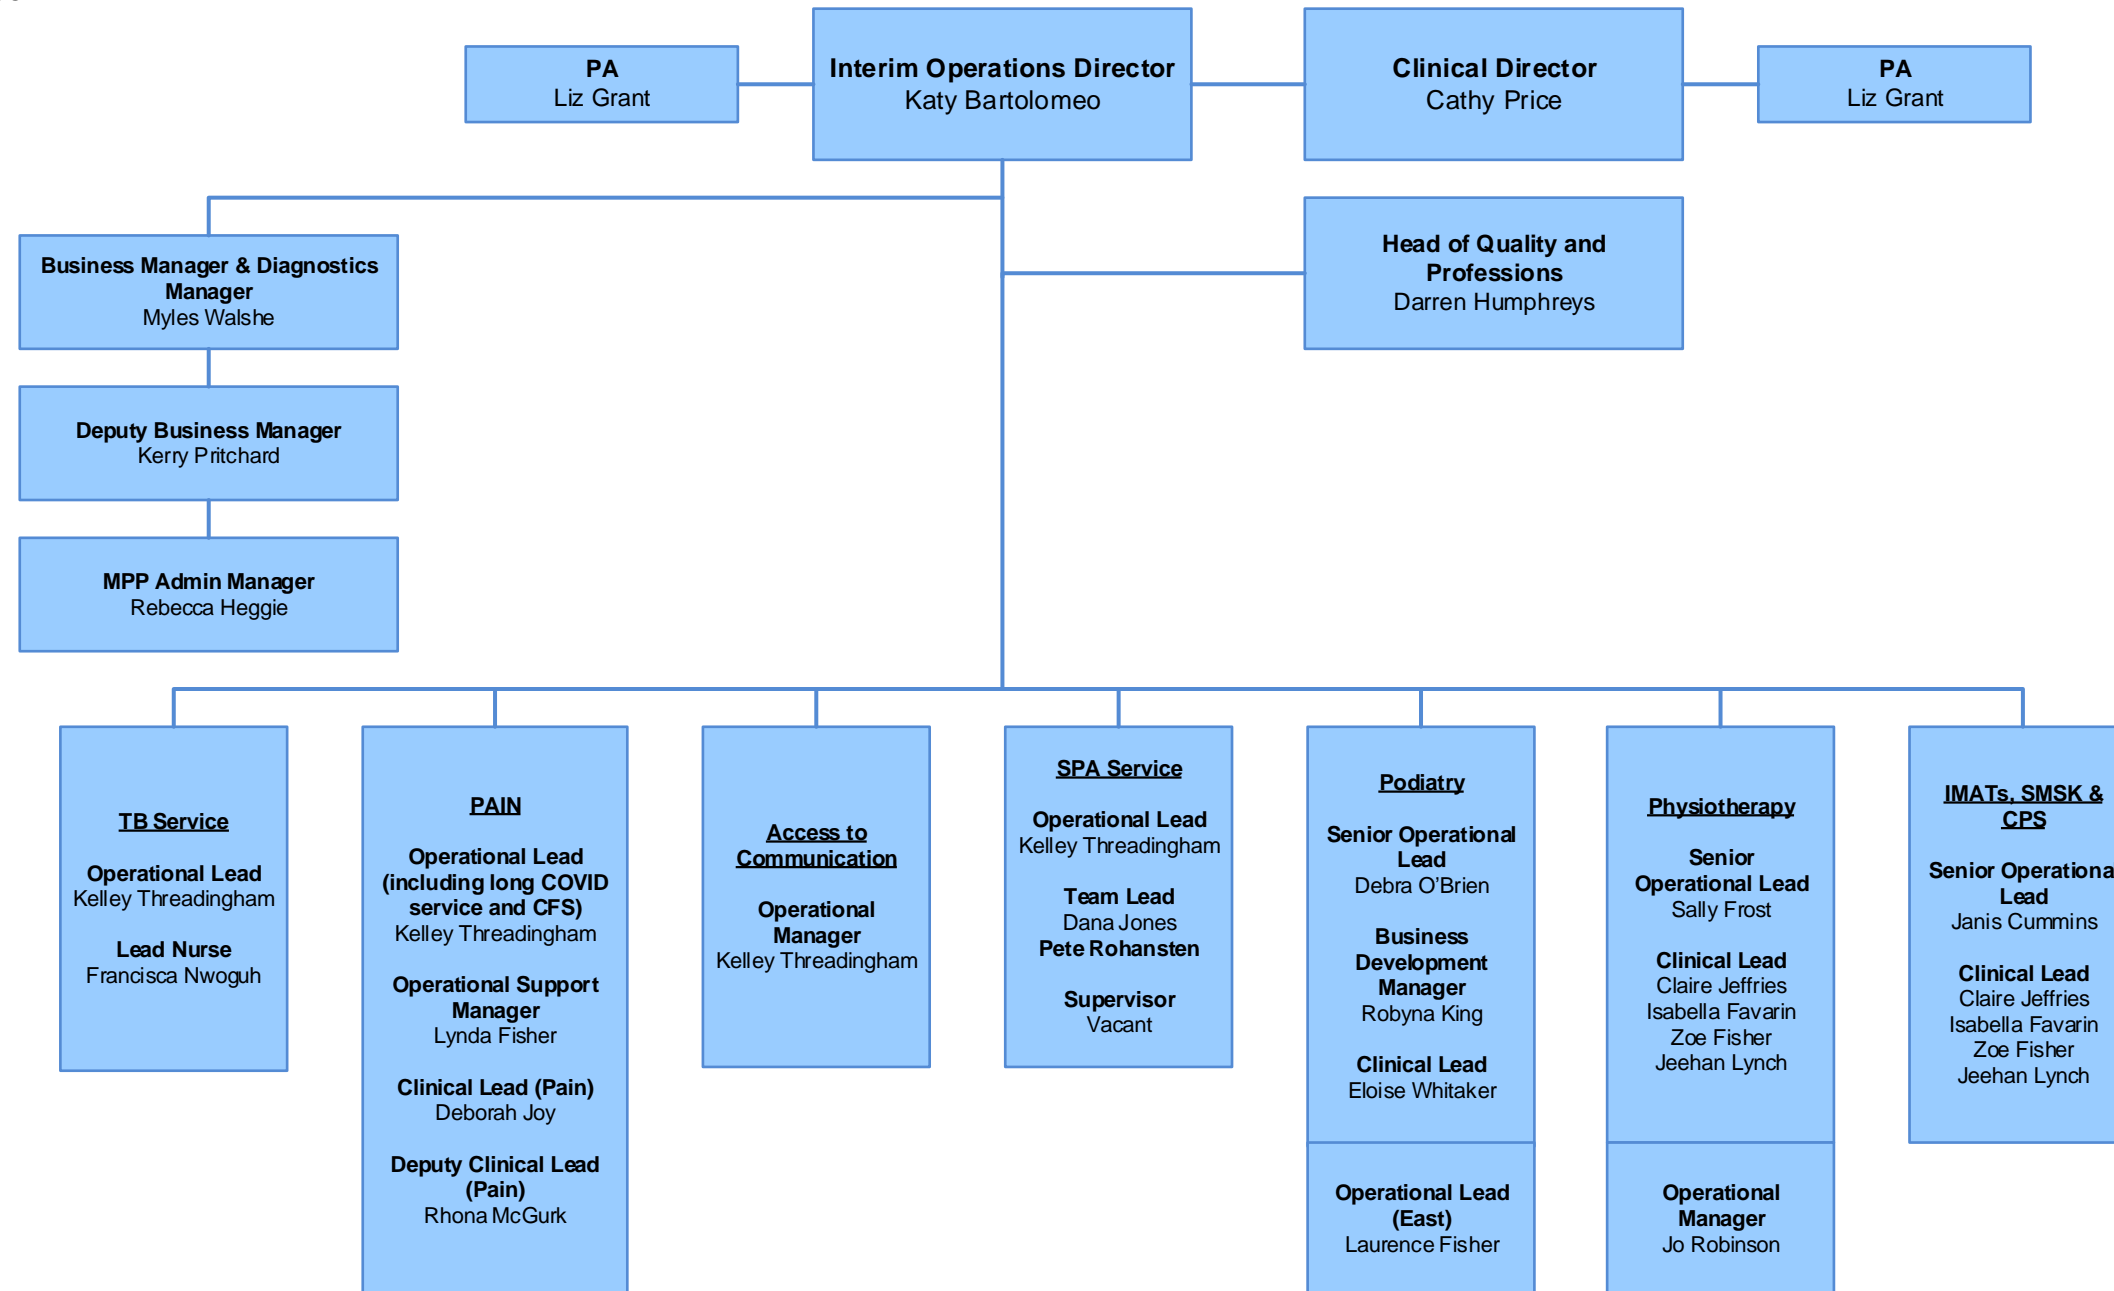 PA
Liz Grant
Interim Operations Director
Katy Bartolomeo
Clinical Director
Cathy Price
PA
Liz Grant
Business Manager & Diagnostics
Manager
Myles Walshe
Head of Quality and
Professions
Darren Humphreys
Deputy Business Manager
Kerry Pritchard
MPP Admin Manager
Rebecca Heggie
TB Service
Operational Lead
Kelley Threadingham
Lead Nurse
Francisca Nwoguh
PAIN
Operational Lead
(including long COVID
service and CFS)
Kelley Threadingham
Operational Support
Manager
Lynda Fisher
Clinical Lead (Pain)
Deborah Joy
Deputy Clinical Lead
(Pain)
Rhona McGurk
Access to
Communication
Operational
Manager
Kelley Threadingham
SPA Service
Operational Lead
Kelley Threadingham
Team Lead
Dana Jones
Pete Rohansten
Supervisor
Vacant
Podiatry
Senior Operational
Lead
Debra O’Brien
Business
Development
Manager
Robyna King
Clinical Lead
Eloise Whitaker
Operational Lead
(East)
Laurence Fisher
Physiotherapy
Senior
Operational Lead
Sally Frost
Clinical Lead
Claire Jeffries
Isabella Favarin
Zoe Fisher
Jeehan Lynch
Operational
Manager
Jo Robinson
IMATs, SMSK &
CPS
Senior Operationa
Lead
Janis Cummins
Clinical Lead
Claire Jeffries
Isabella Favarin
Zoe Fisher
Jeehan Lynch